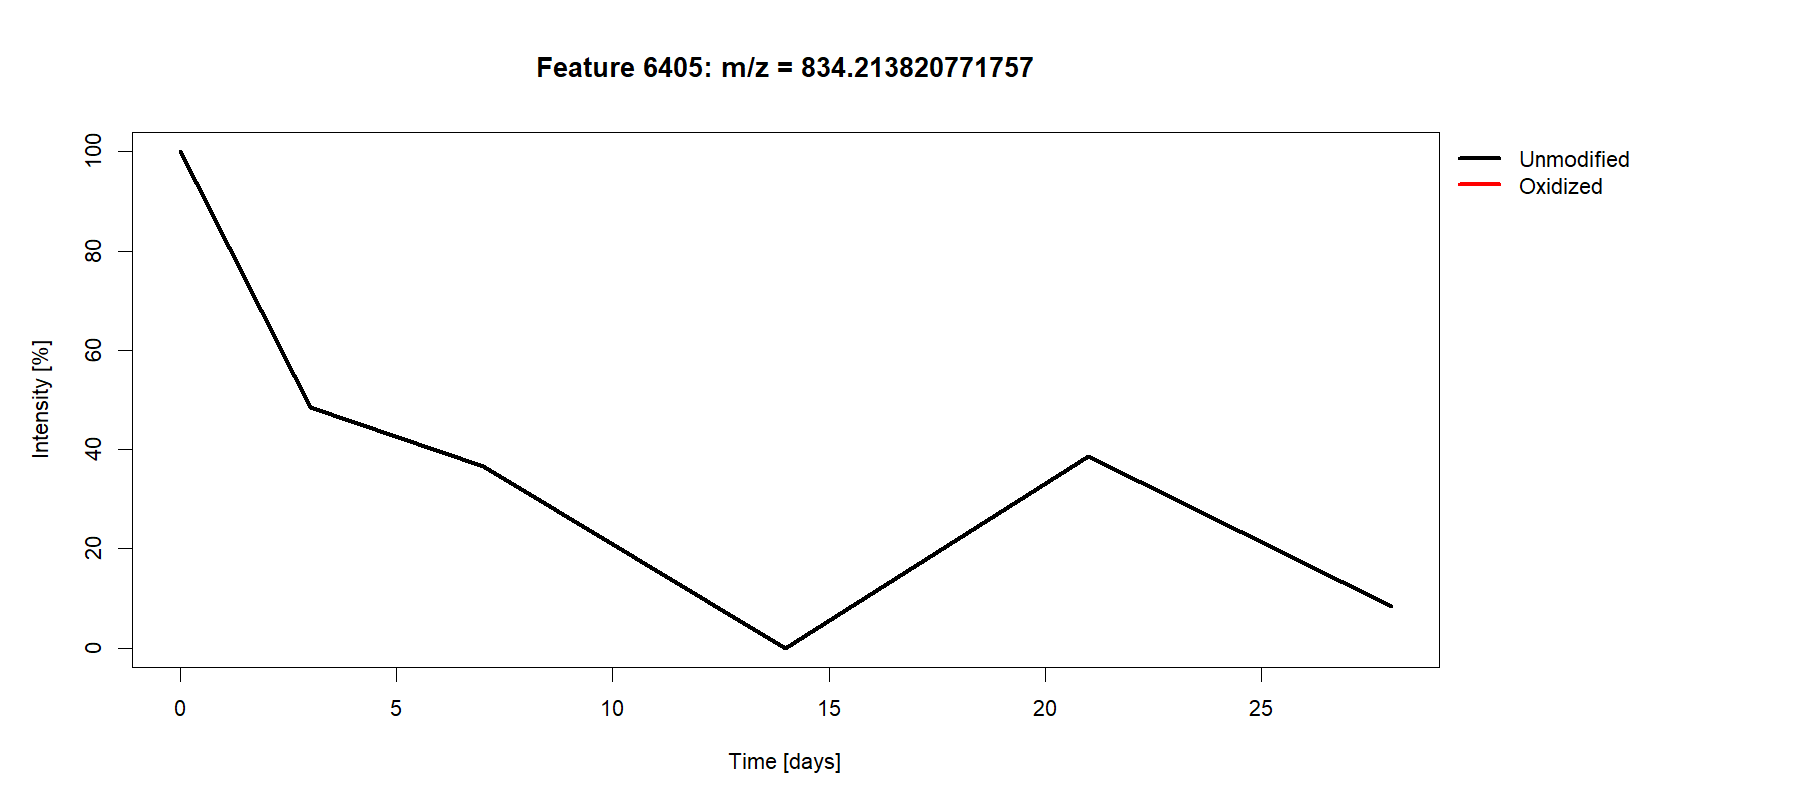 Feature 6405: m/z = 834.213820771757
Unmodified
Oxidized
Intensity [%]
100
80
60
40
20
0
0 5 10 15 20 25
Time [days]